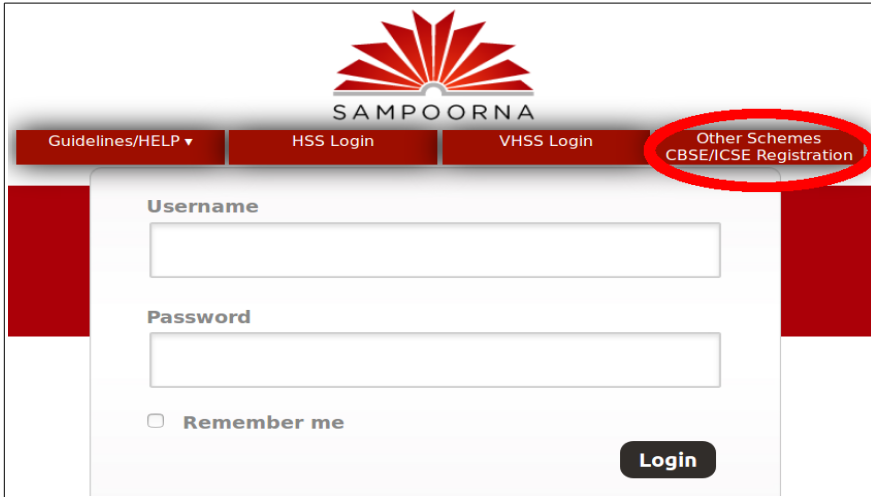 SAMPOORNA
Guidelines/HELP ▾
HSS Login
VHSS Login
Other Schemes
CBSE/ICSE Registration
Username
Password
Remember me
Login